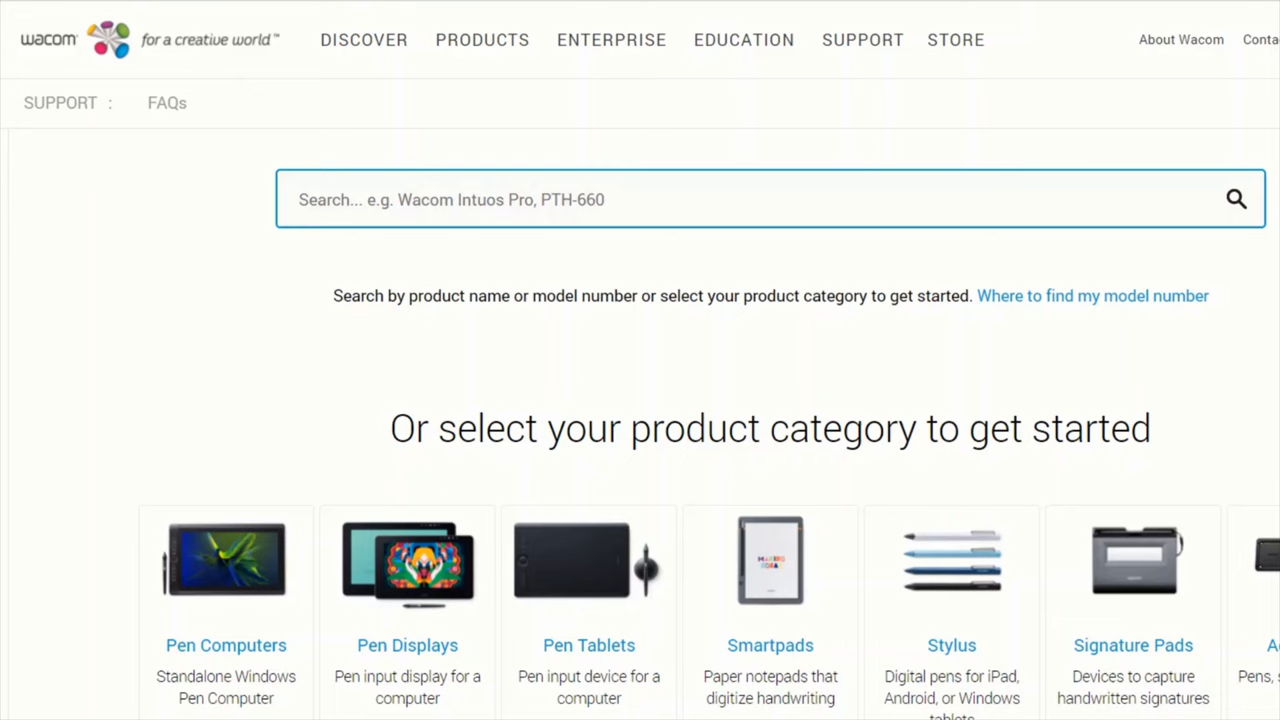 wacom for a creative world™ DISCOVER PRODUCTS ENTERPRISE EDUCATION SUPPORT STORE About Wacom
SUPPORT : FAQs
Search... e.g. Wacom Intuos Pro, PTH-660
Search by product name or model number or select your product category to get started. Where to find my model number
Or select your product category to get started
Pen Computers
Standalone Windows
Pen Computer
Pen Displays
Pen input display for a
computer
Pen Tablets
Pen input device for a
computer
Smartpads
Paper notepads that
digitize handwriting
Stylus
Digital pens for iPad,
Android, or Windows
tablets
Signature Pads
Devices to capture
handwritten signatures
Pens,